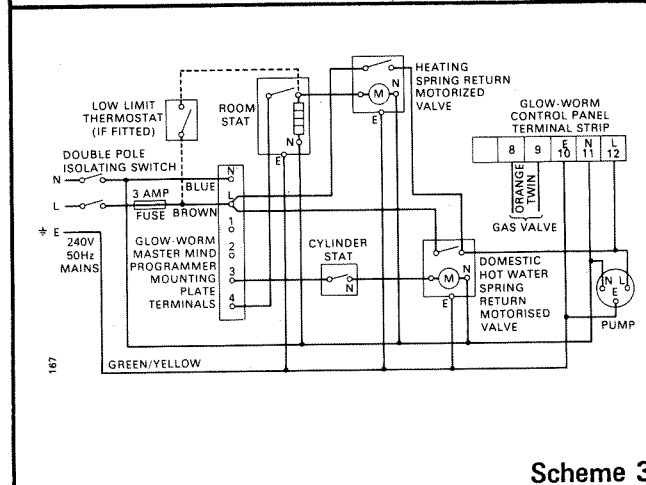 HEATING
SPRING RETURN
MOTORIZED
VALVE
M
N
E
LOW LIMIT
THERMOSTAT
(IF FITTED)
ROOM
STAT
N
E
GLOW-WORM
CONTROL PANEL
TERMINAL STRIP
8 9 E 10 N 11 L 12
ORANGE
TWIN
GAS VALVE
DOUBLE POLE
ISOLATING SWITCH
N
L
E
3 AMP
FUSE
BLUE
BROWN
240V
50Hz
MAINS
N
L
1
2
3
4
GLOW-WORM
MASTER MIND
PROGRAMMER
MOUNTING
PLATE
TERMINALS
CYLINDER
STAT
N
M
N
E
DOMESTIC
HOT WATER
SPRING
RETURN
MOTORISED
VALVE
N L
E
PUMP
GREEN/YELLOW
167
Scheme 3